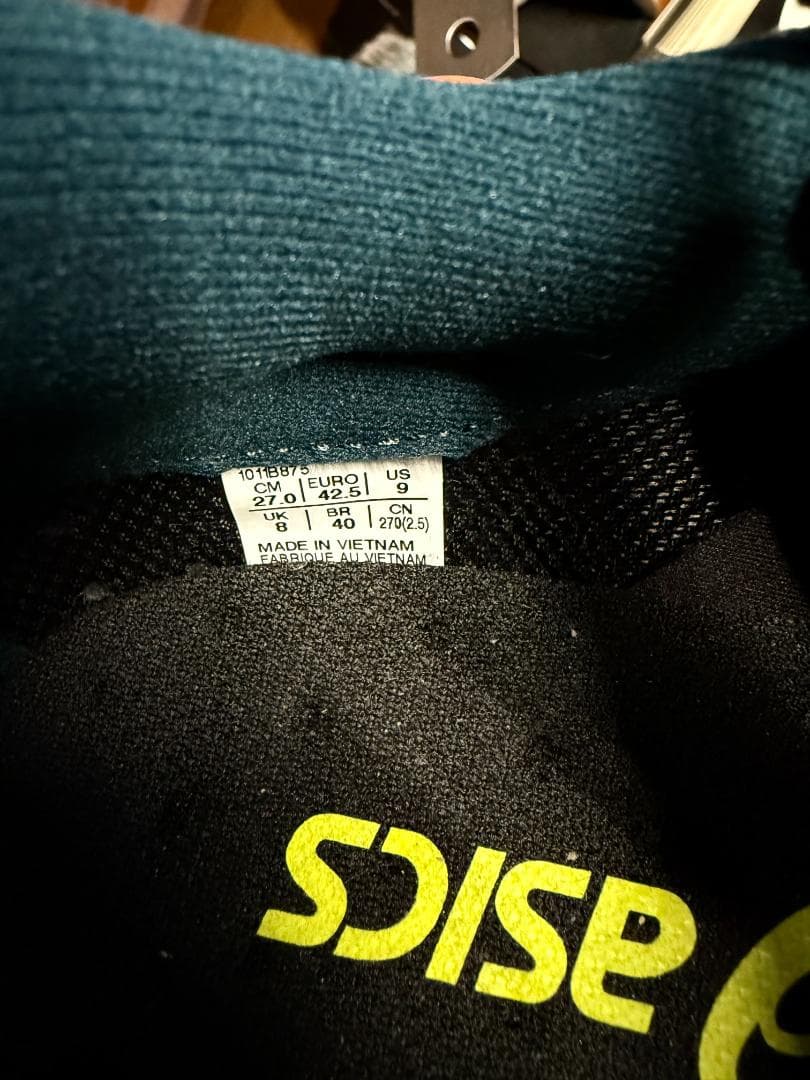 1011B875
CM 27.0 | EURO 42.5 | US 9
UK 8 | BR 40 | CN 270(2.5)
MADE IN VIETNAM
FABRIQUE AU VIETNAM
asics